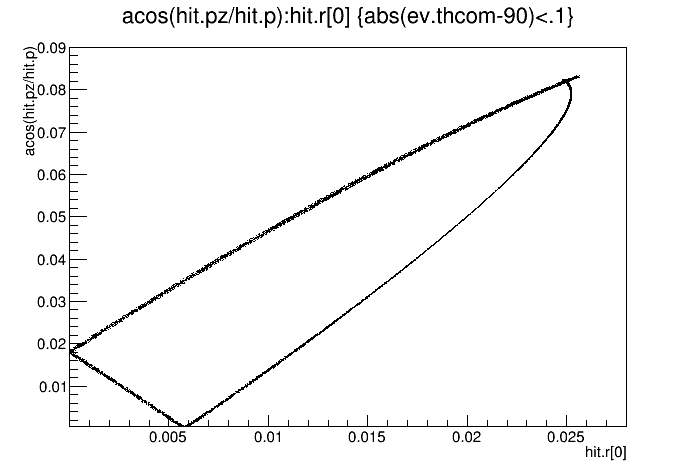 acos(hit.pz/hit.p):hit.r[0] {abs(ev.thcom-90)<.1}
acos(hit.pz/hit.p)
0.09
0.08
0.07
0.06
0.05
0.04
0.03
0.02
0.01
0.005 0.01 0.015 0.02 0.025
hit.r[0]